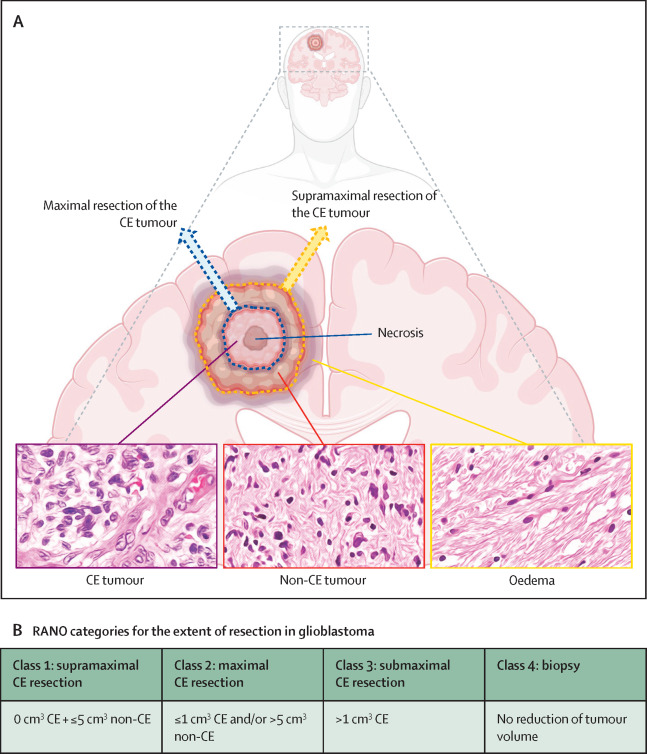 A
Maximal resection of the
CE tumour
Supramaximal resection of
the CE tumour
Necrosis
CE tumour
Non-CE tumour
Oedema
B RANO categories for the extent of resection in glioblastoma
Class 1: supramaximal
CE resection
Class 2: maximal
CE resection
Class 3: submaximal
CE resection
Class 4: biopsy
0 cm³ CE + ≤5 cm³ non-CE
≤1 cm³ CE and/or >5 cm³
non-CE
>1 cm³ CE
No reduction of tumour
volume